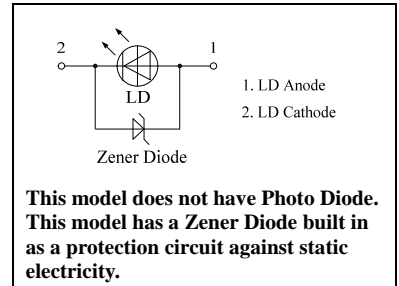 2 1
LD
1. LD Anode
2. LD Cathode
Zener Diode
This model does not have Photo Diode.
This model has a Zener Diode built in
as a protection circuit against static
electricity.